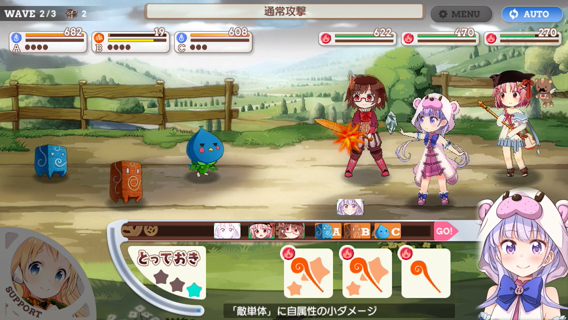 WAVE 2/3 2
通常攻撃
MENU
AUTO
682
A
19
B
608
C
622
470
270
A B C GO!
とっておき
SUPPORT
「敵単体」に自属性の小ダメージ